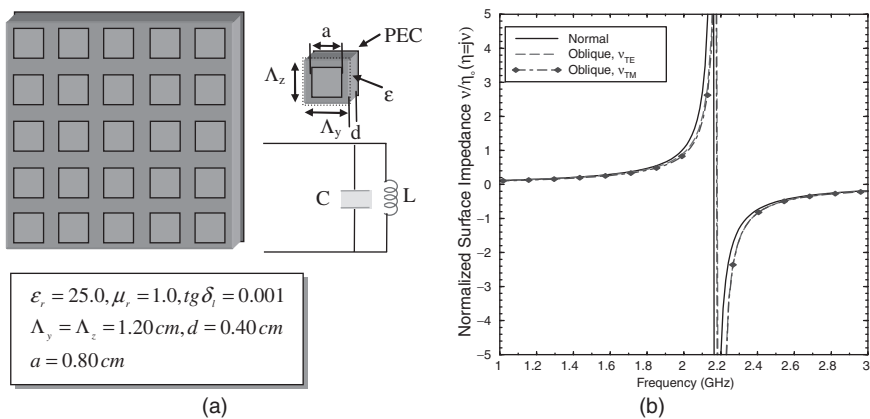 a
PEC
Λz
ε
Λy
d
C
L
εr = 25.0, μr = 1.0, tgδl = 0.001
Λy = Λz = 1.20 cm, d = 0.40 cm
a = 0.80 cm
(a)
Normalized Surface Impedance ν/ηo(η=jν)
5
4
3
2
1
0
−1
−2
−3
−4
−5
Normal
Oblique, νTE
Oblique, νTM
1 1.2 1.4 1.6 1.8 2 2.2 2.4 2.6 2.8 3
Frequency (GHz)
(b)